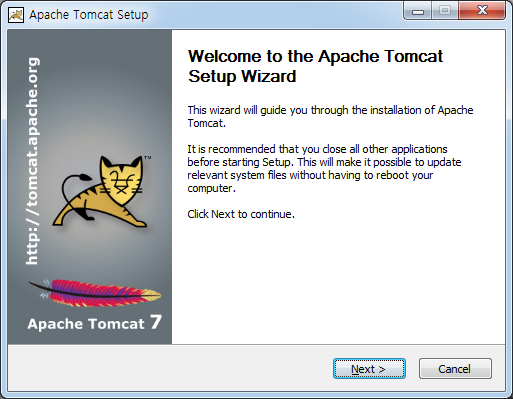 Apache Tomcat Setup
http://tomcat.apache.org
TM
Apache Tomcat 7
Welcome to the Apache Tomcat
Setup Wizard
This wizard will guide you through the installation of Apache
Tomcat.
It is recommended that you close all other applications
before starting Setup. This will make it possible to update
relevant system files without having to reboot your
computer.
Click Next to continue.
Next >
Cancel